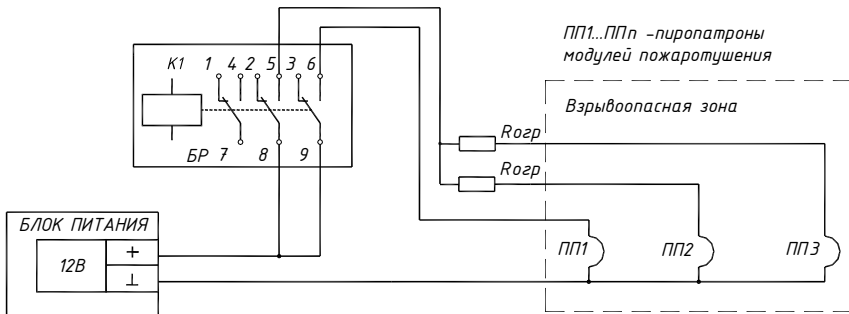 ПП1...ППn -пиропатроны
модулей пожаротушения
K1 1 4 2 5 3 6
Взрывоопасная зона
Rогр
БР 7 8 9
Rогр
БЛОК ПИТАНИЯ
12В + ⊥
ПП1 ПП2 ПП3